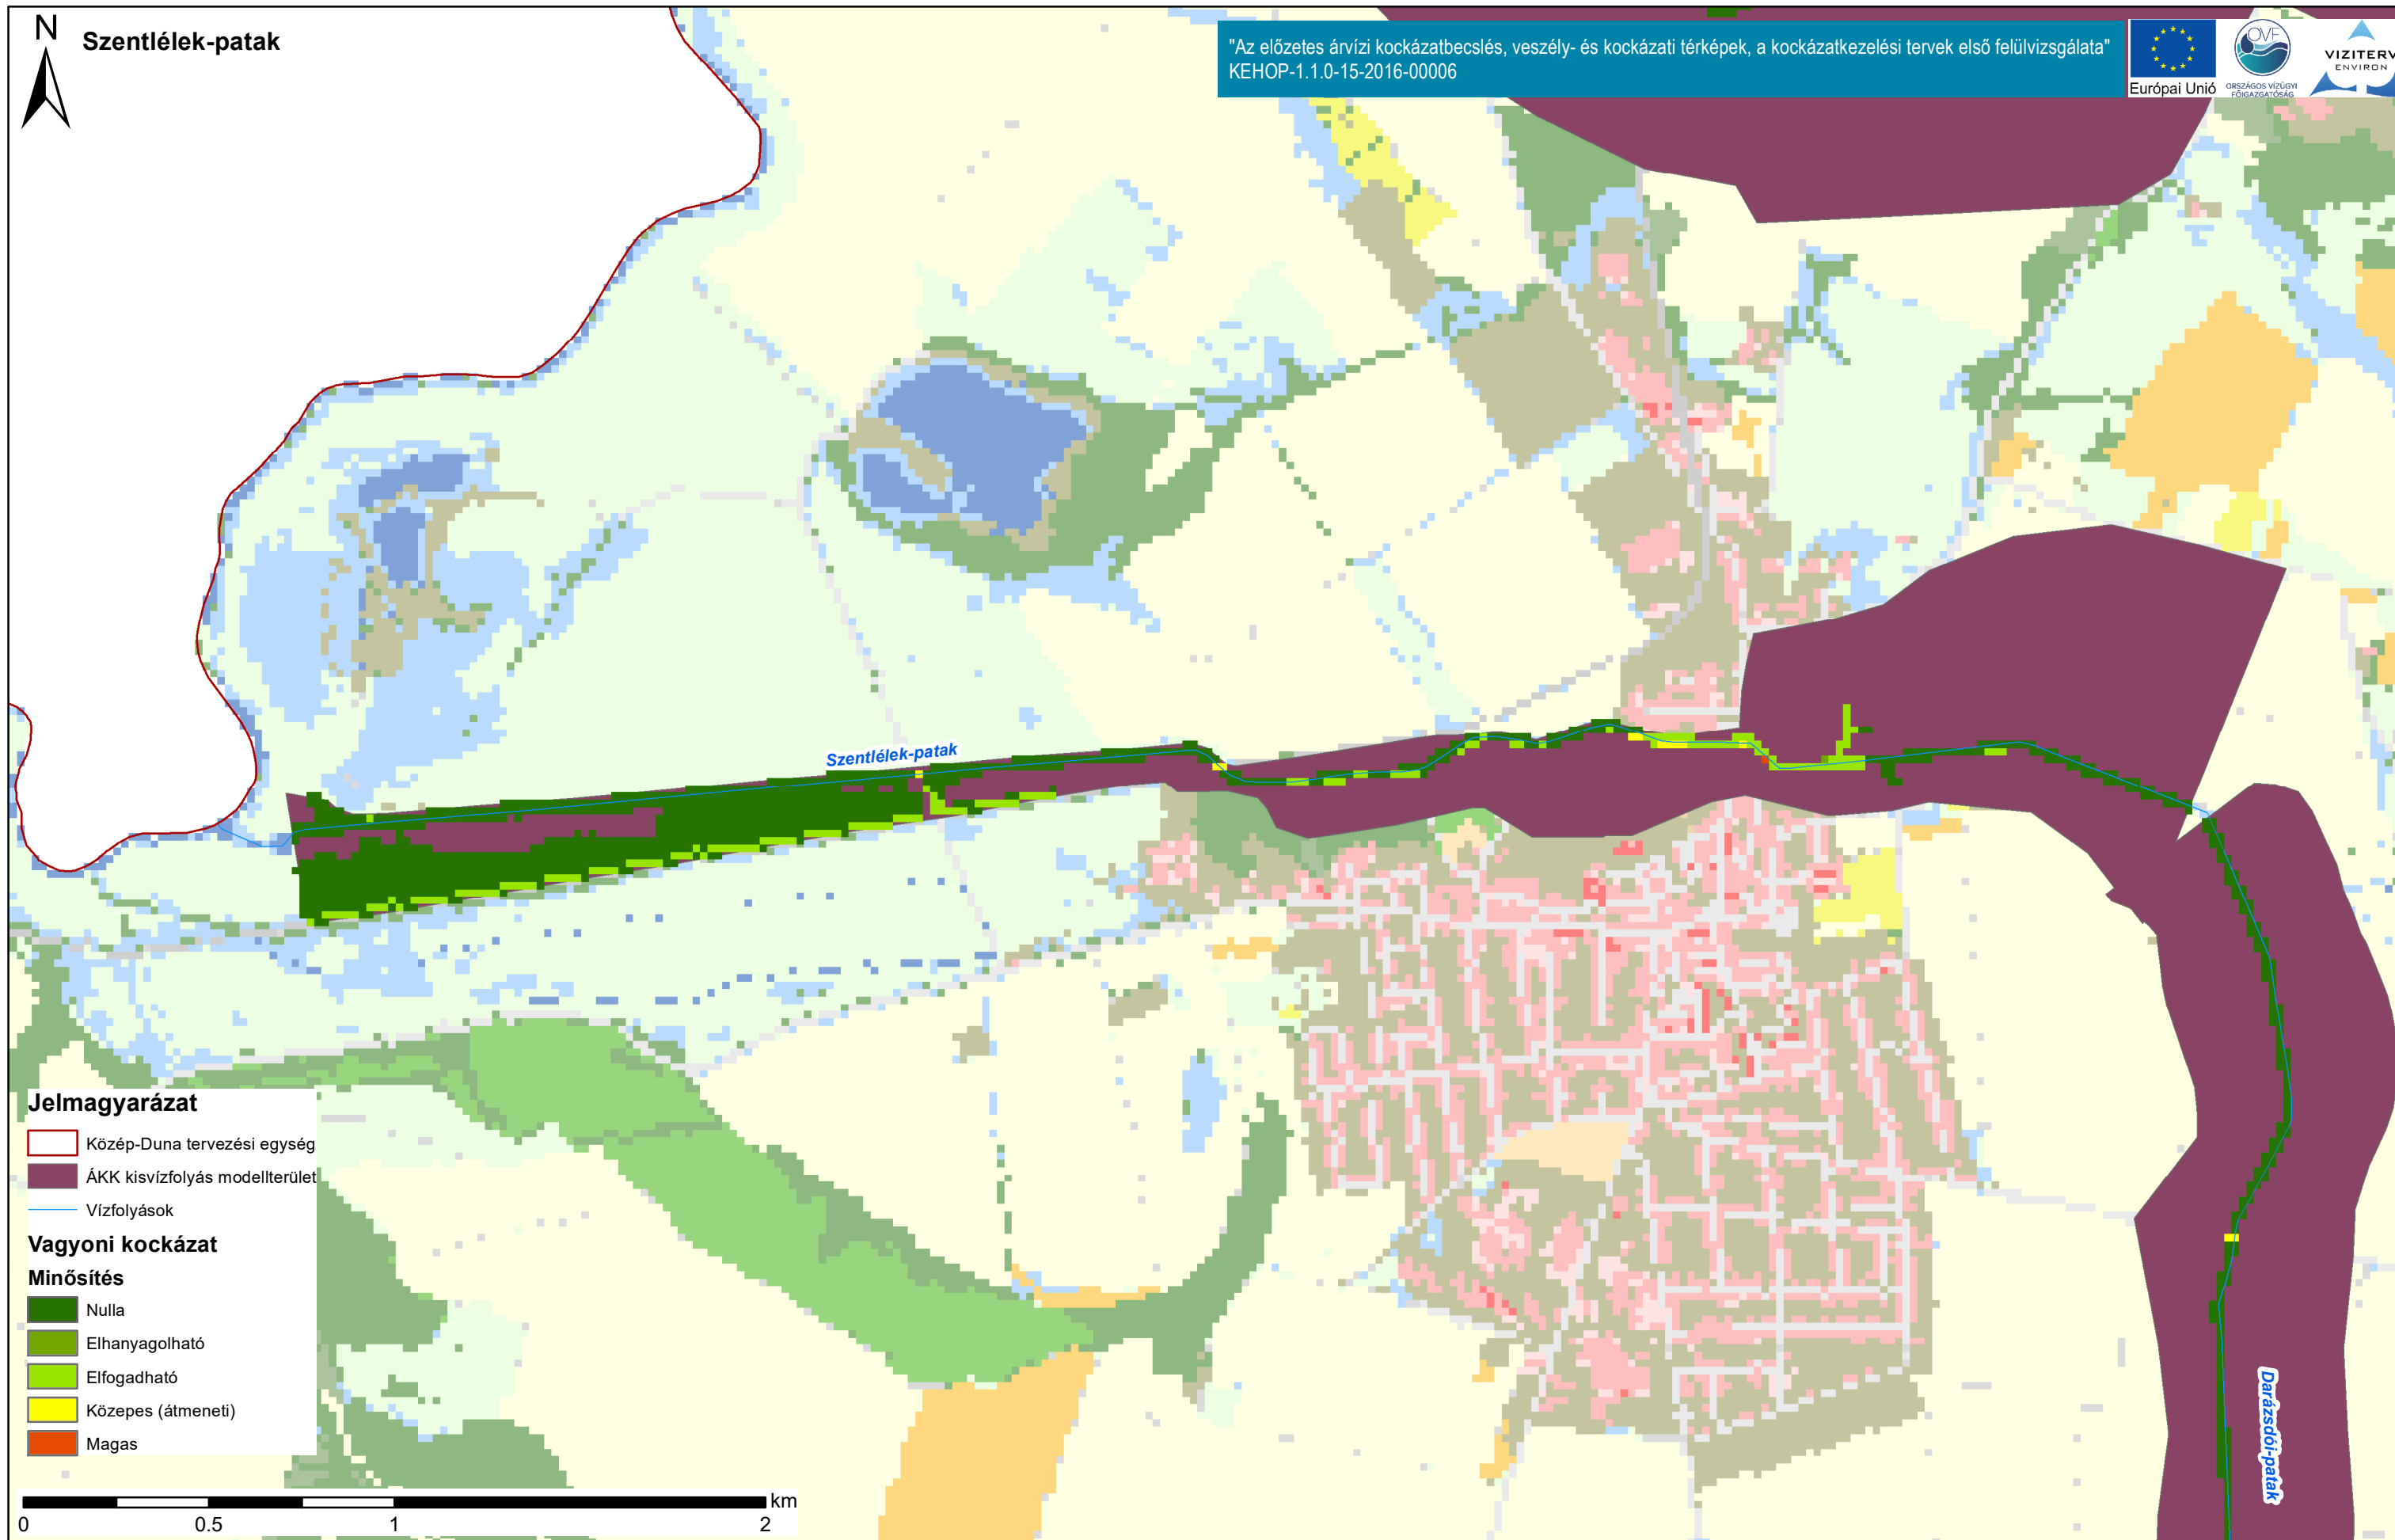 N
Szentlélek-patak
"Az előzetes árvízi kockázatbecslés, veszély- és kockázati térképek, a kockázatkezelési tervek első felülvizsgálata"
KEHOP-1.1.0-15-2016-00006
Európai Unió
OVF
ORSZÁGOS VÍZÜGYI
FŐIGAZGATÓSÁG
VIZITERV
ENVIRON
Szentlélek-patak
Darázsdói-patak
Jelmagyarázat
Közép-Duna tervezési egység
ÁKK kisvízfolyás modellterület
Vízfolyások
Vagyoni kockázat
Minősítés
Nulla
Elhanyagolható
Elfogadható
Közepes (átmeneti)
Magas
km
0 0.5 1 2